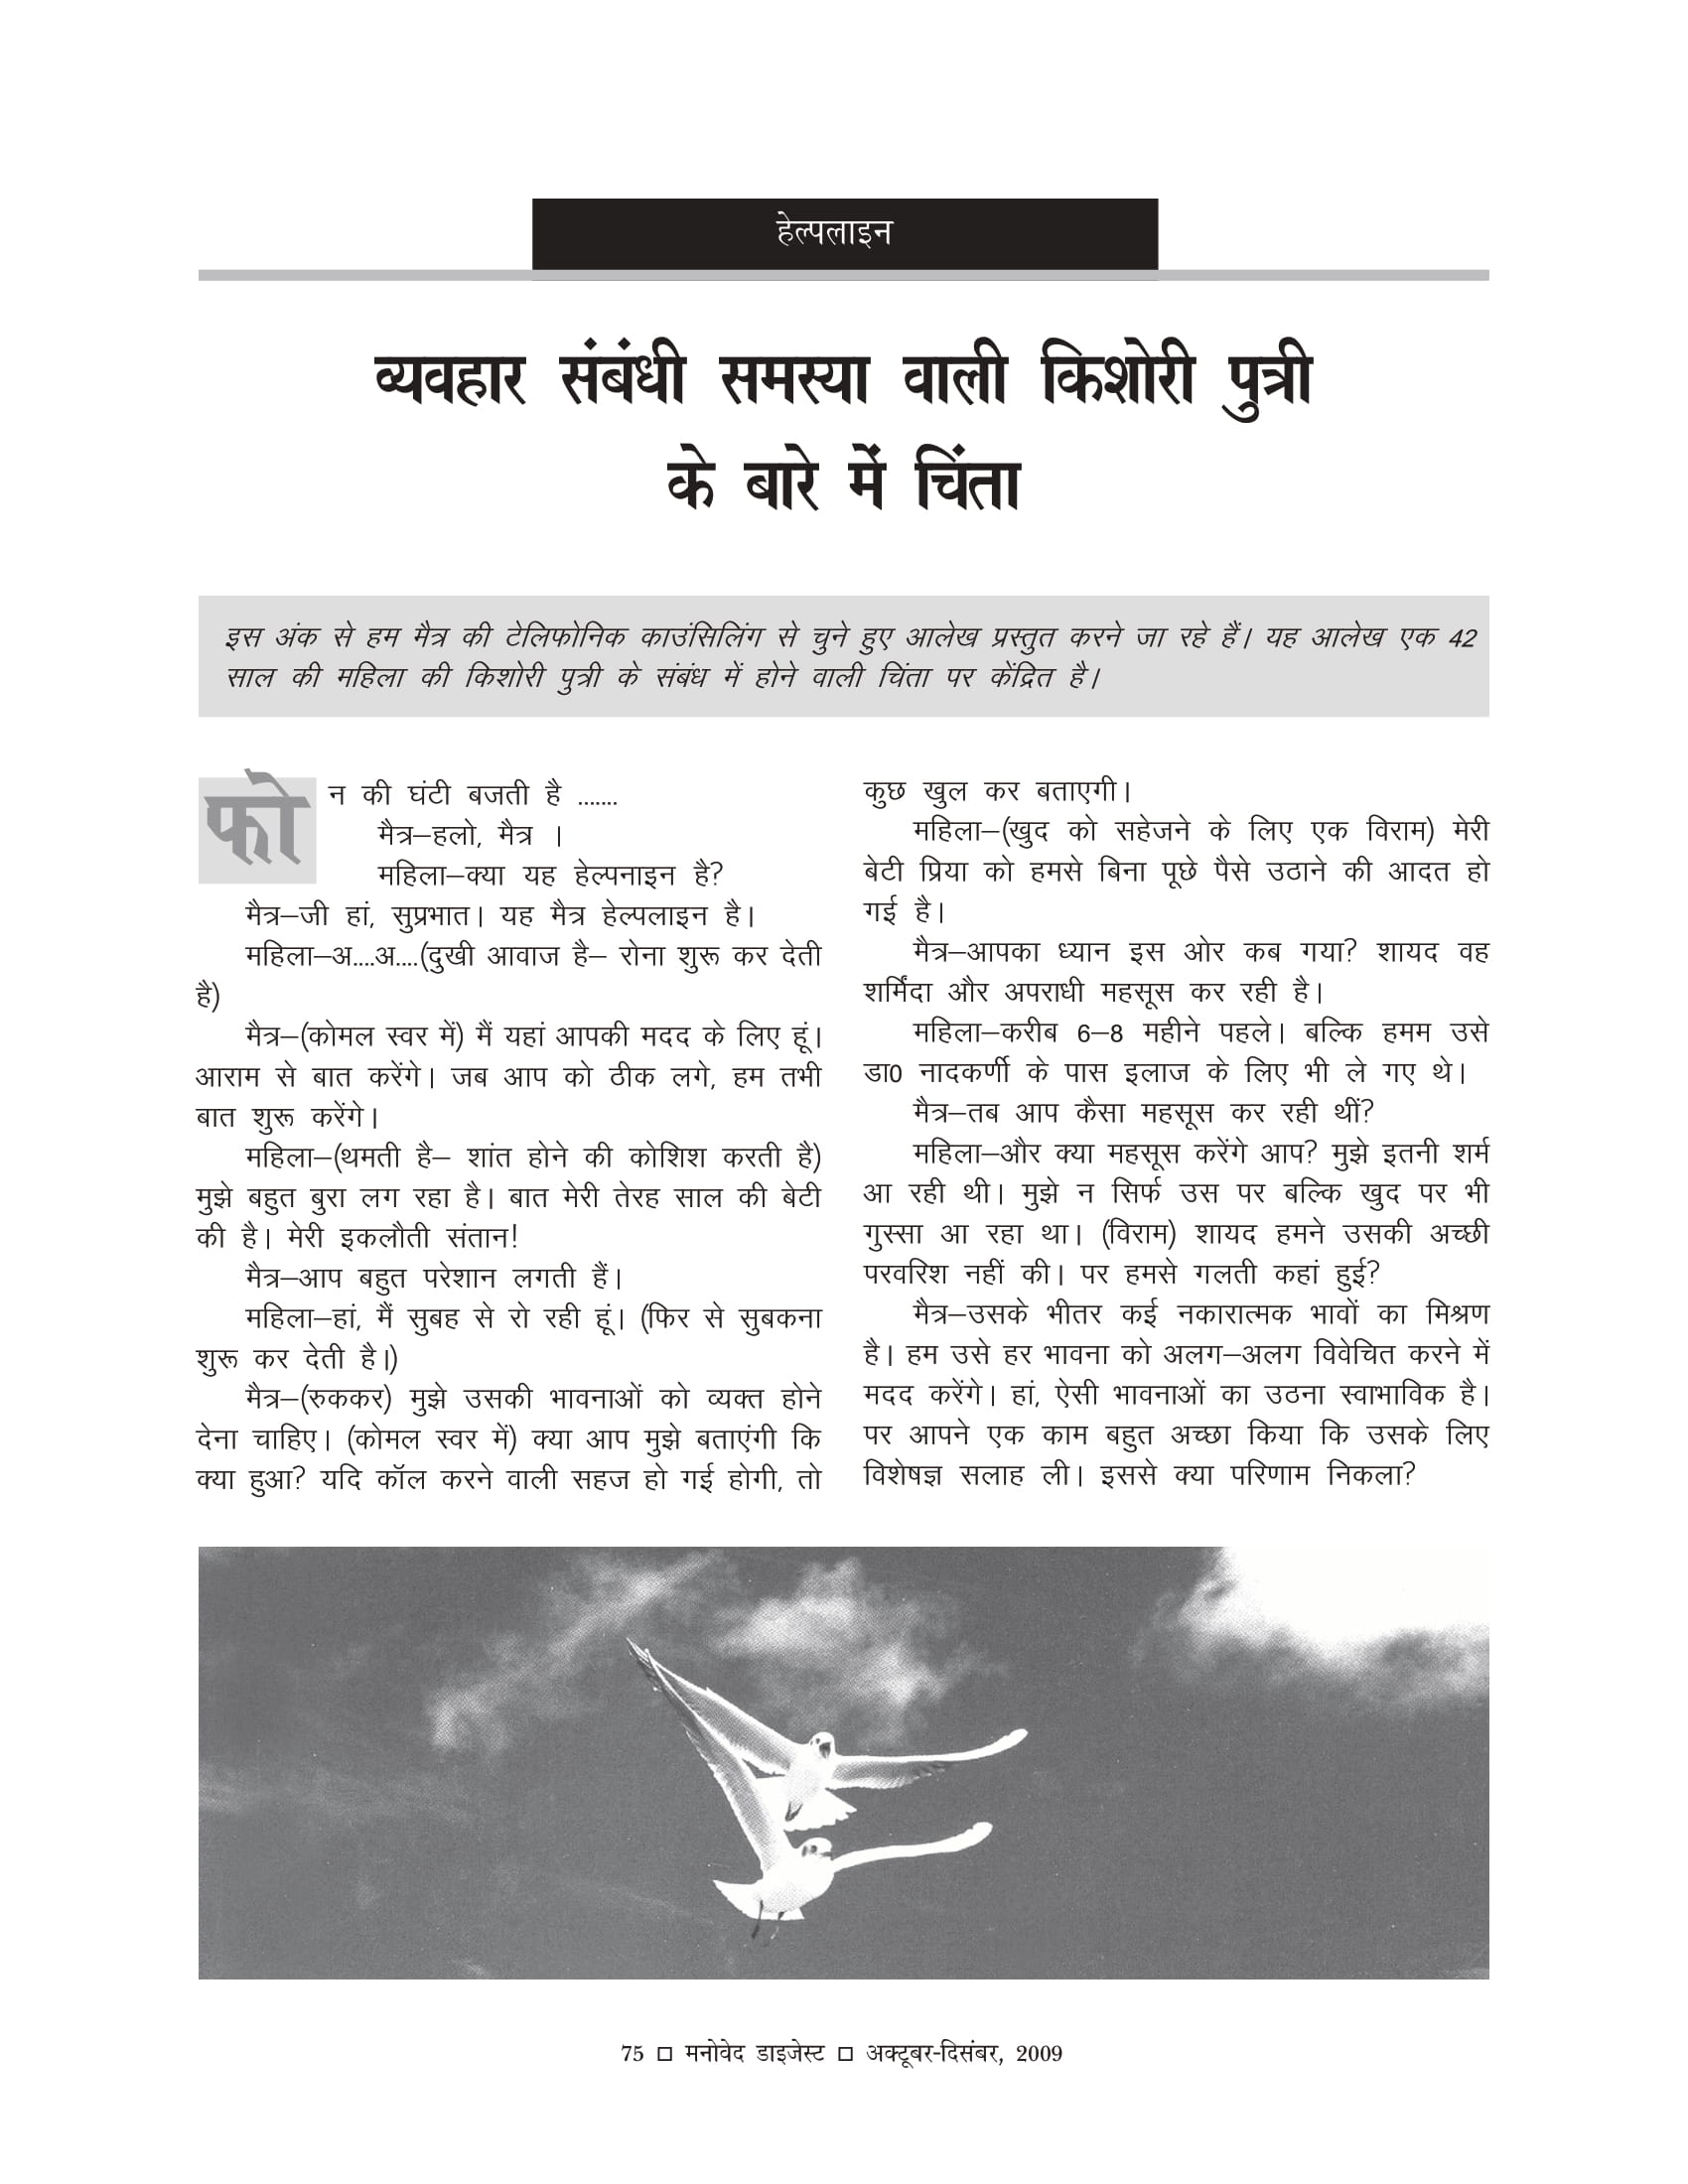 हेल्पलाइन
व्यवहार संबंधी समस्या वाली किशोरी पुत्री
के बारे में चिंता
इस अंक से हम मैत्र की टेलिफोनिक काउंसिलिंग से चुने हुए आलेख प्रस्तुत करने जा रहे हैं। यह आलेख एक 42
साल की महिला की किशोरी पुत्री के संबंध में होने वाली चिंता पर केंद्रित है।
फोन की घंटी बजती है .......
मैत्र–हलो, मैत्र ।
महिला–क्या यह हेल्पनाइन है?
मैत्र–जी हां, सुप्रभात। यह मैत्र हेल्पलाइन है।
महिला–अ....अ....(दुखी आवाज है– रोना शुरू कर देती
है)
मैत्र–(कोमल स्वर में) मैं यहां आपकी मदद के लिए हूं।
आराम से बात करेंगे। जब आप को ठीक लगे, हम तभी
बात शुरू करेंगे।
महिला–(थमती है– शांत होने की कोशिश करती है)
मुझे बहुत बुरा लग रहा है। बात मेरी तेरह साल की बेटी
की है। मेरी इकलौती संतान!
मैत्र–आप बहुत परेशान लगती हैं।
महिला–हां, मैं सुबह से रो रही हूं। (फिर से सुबकना
शुरू कर देती है।)
मैत्र–(रुककर) मुझे उसकी भावनाओं को व्यक्त होने
देना चाहिए। (कोमल स्वर में) क्या आप मुझे बताएंगी कि
क्या हुआ? यदि कॉल करने वाली सहज हो गई होगी, तो
कुछ खुल कर बताएगी।
महिला–(खुद को सहेजने के लिए एक विराम) मेरी
बेटी प्रिया को हमसे बिना पूछे पैसे उठाने की आदत हो
गई है।
मैत्र–आपका ध्यान इस ओर कब गया? शायद वह
शर्मिंदा और अपराधी महसूस कर रही है।
महिला–करीब 6–8 महीने पहले। बल्कि हमम उसे
डा0 नादकर्णी के पास इलाज के लिए भी ले गए थे।
मैत्र–तब आप कैसा महसूस कर रही थीं?
महिला–और क्या महसूस करेंगे आप? मुझे इतनी शर्म
आ रही थी। मुझे न सिर्फ उस पर बल्कि खुद पर भी
गुस्सा आ रहा था। (विराम) शायद हमने उसकी अच्छी
परवरिश नहीं की। पर हमसे गलती कहां हुई?
मैत्र–उसके भीतर कई नकारात्मक भावों का मिश्रण
है। हम उसे हर भावना को अलग–अलग विवेचित करने में
मदद करेंगे। हां, ऐसी भावनाओं का उठना स्वाभाविक है।
पर आपने एक काम बहुत अच्छा किया कि उसके लिए
विशेषज्ञ सलाह ली। इससे क्या परिणाम निकला?
75 □ मनोवेद डाइजेस्ट □ अक्टूबर-दिसंबर, 2009